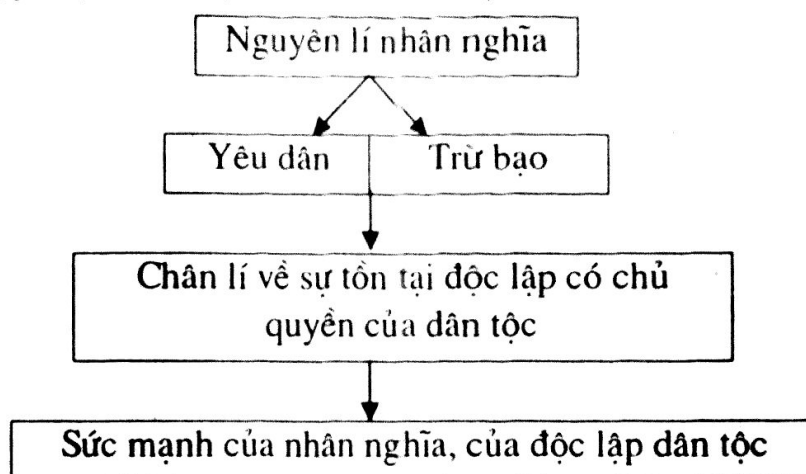 Nguyên lí nhân nghĩa
Yêu dân
Trừ bạo
Chân lí về sự tồn tại độc lập có chủ
quyền của dân tộc
Sức mạnh của nhân nghĩa, của độc lập dân tộc